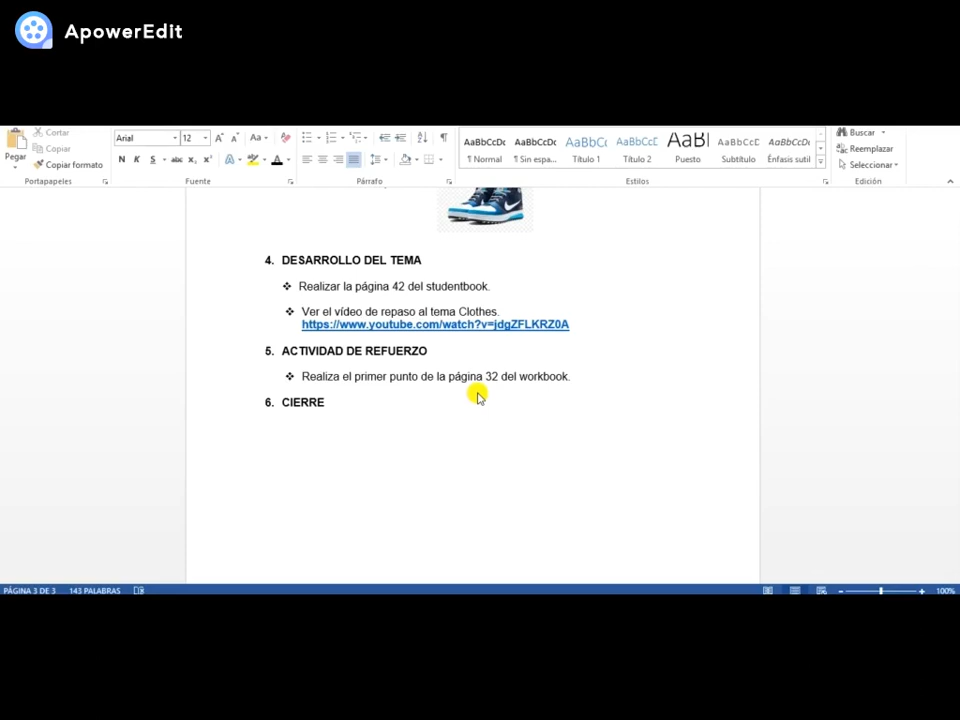 ApowerEdit
Cortar
Copiar
Copiar formato
Pegar
Portapapeles
Arial
12
Aa
N K S abc x₂ x²
A
Fuente
Párrafo
AaBbCcDc AaBbCcDc AaBbCc AaBbCcD AaBl AaBbCcD AaBbCcDc
¶ Normal ¶ Sin espa... Título 1 Título 2 Puesto Subtítulo Énfasis sutil
Estilos
Buscar
Reemplazar
Seleccionar
Edición
4. DESARROLLO DEL TEMA
❖ Realizar la página 42 del studentbook.
❖ Ver el vídeo de repaso al tema Clothes.
https://www.youtube.com/watch?v=jdgZFLKRZ0A
5. ACTIVIDAD DE REFUERZO
❖ Realiza el primer punto de la página 32 del workbook.
6. CIERRE
PÁGINA 3 DE 3 143 PALABRAS
100%